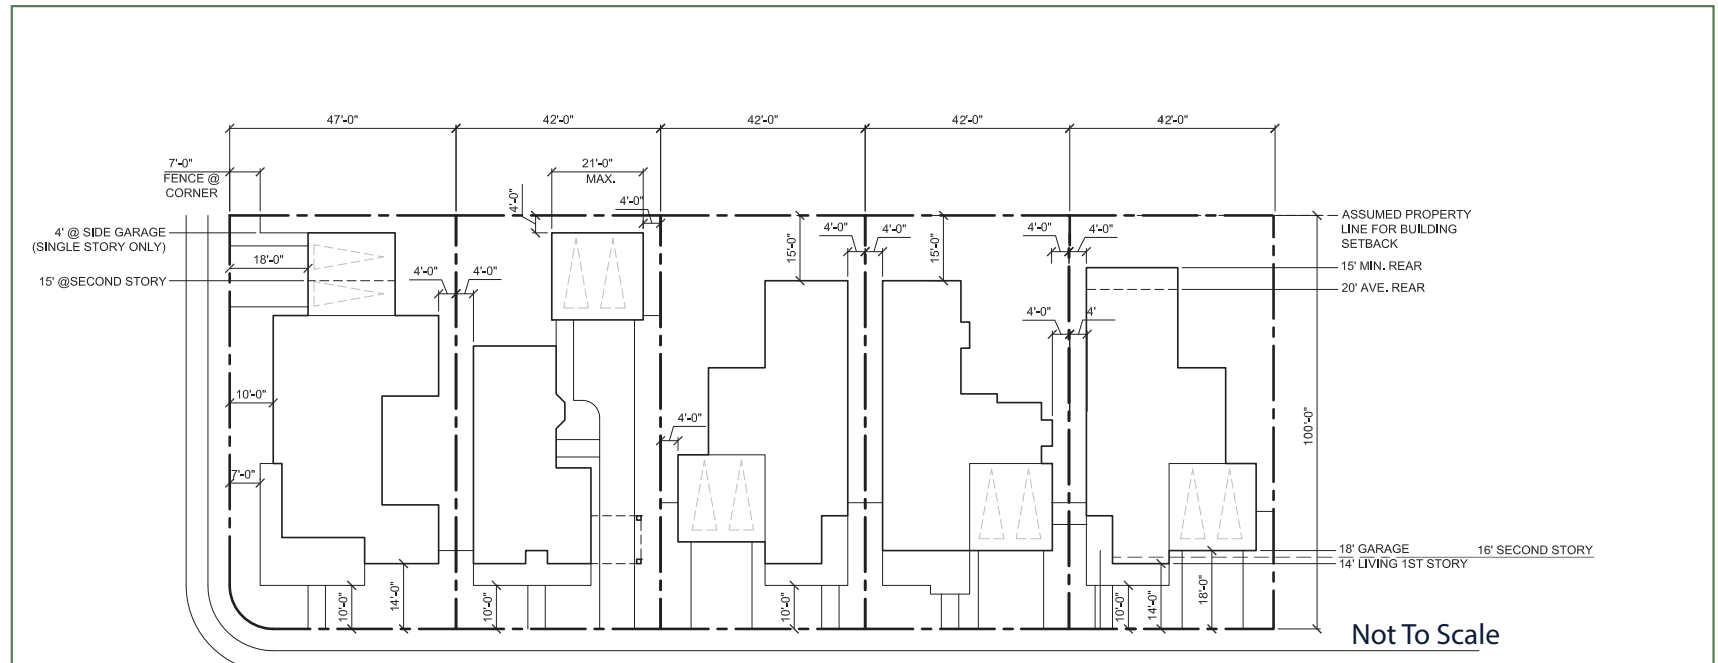 47'-0"
42'-0"
42'-0"
42'-0"
42'-0"
7'-0"
FENCE @
CORNER
21'-0"
MAX.
4'-0"
4'-0"
4' @ SIDE GARAGE
(SINGLE STORY ONLY)
18'-0"
15' @SECOND STORY
4'-0"
4'-0"
15'-0"
4'-0"
4'-0"
15'-0"
4'-0"
4'-0"
ASSUMED PROPERTY
LINE FOR BUILDING
SETBACK
15' MIN. REAR
20' AVE. REAR
4'-0"
4'
10'-0"
4'-0"
100'-0"
7'-0"
18' GARAGE
16' SECOND STORY
14' LIVING 1ST STORY
10'-0"
14'-0"
10'-0"
10'-0"
10'-0"
14'-0"
18'-0"
Not To Scale